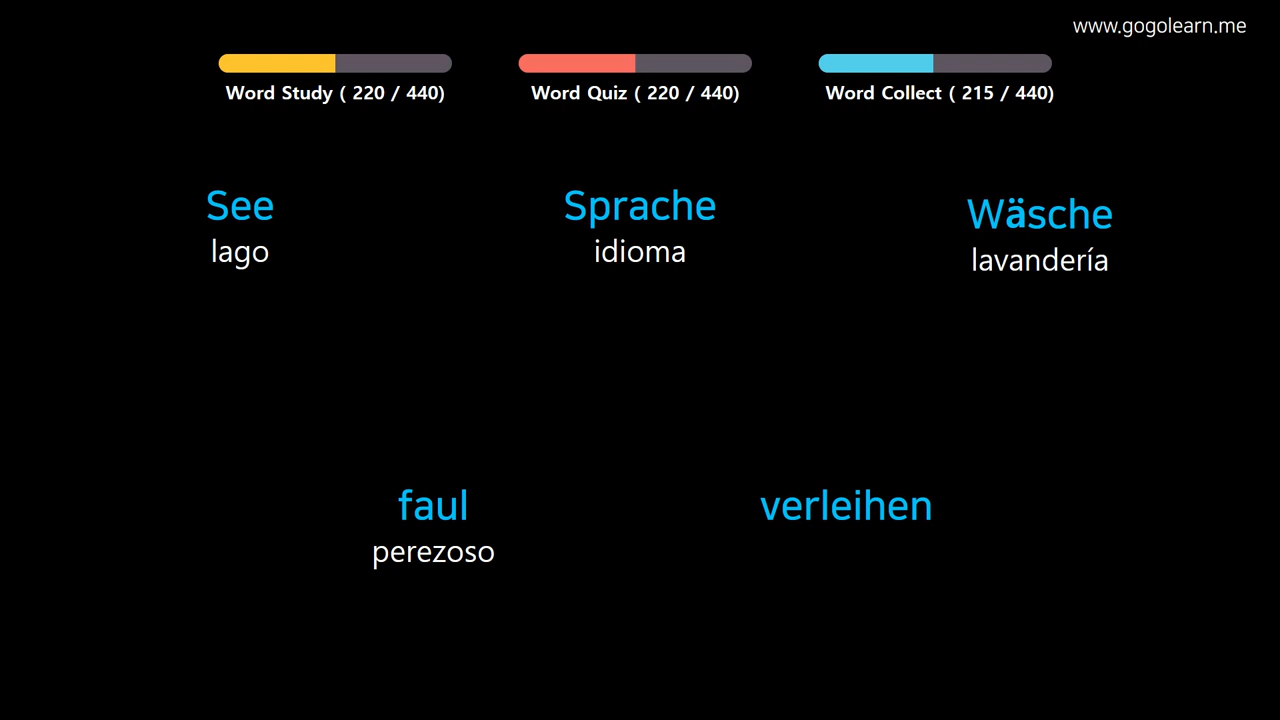 www.gogolearn.me
Word Study ( 220 / 440)
Word Quiz ( 220 / 440)
Word Collect ( 215 / 440)
See
lago
Sprache
idioma
Wäsche
lavandería
faul
perezoso
verleihen